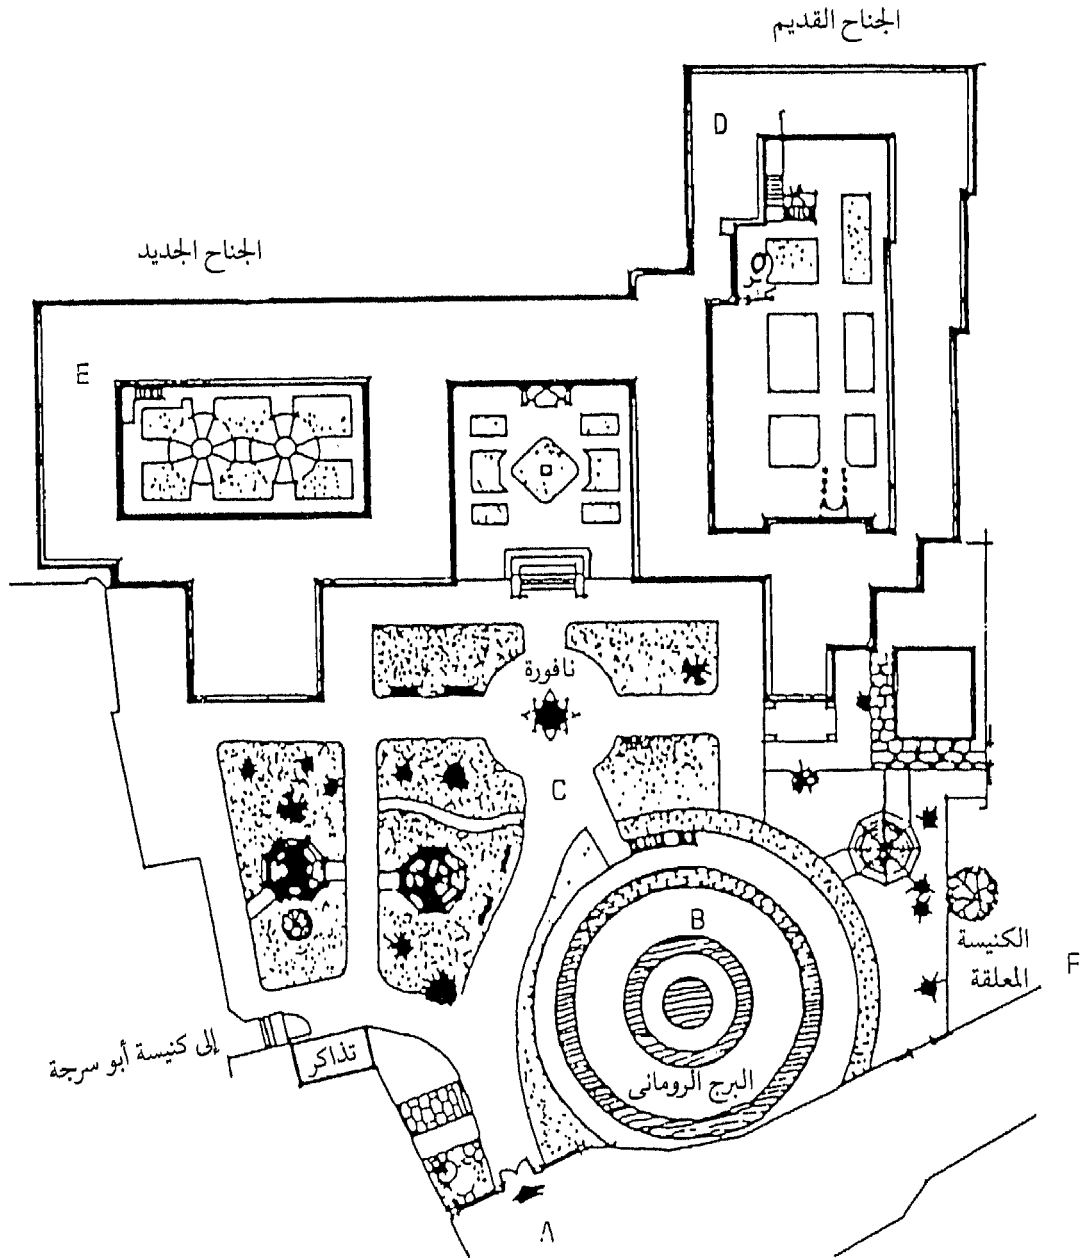 الجناح القديم
D
الجناح الجديد
E
نافورة
C
B
الكنيسة
المعلقة
F
البرج الرومانى
إلى كنيسة أبو سرجة
تذاكر
A